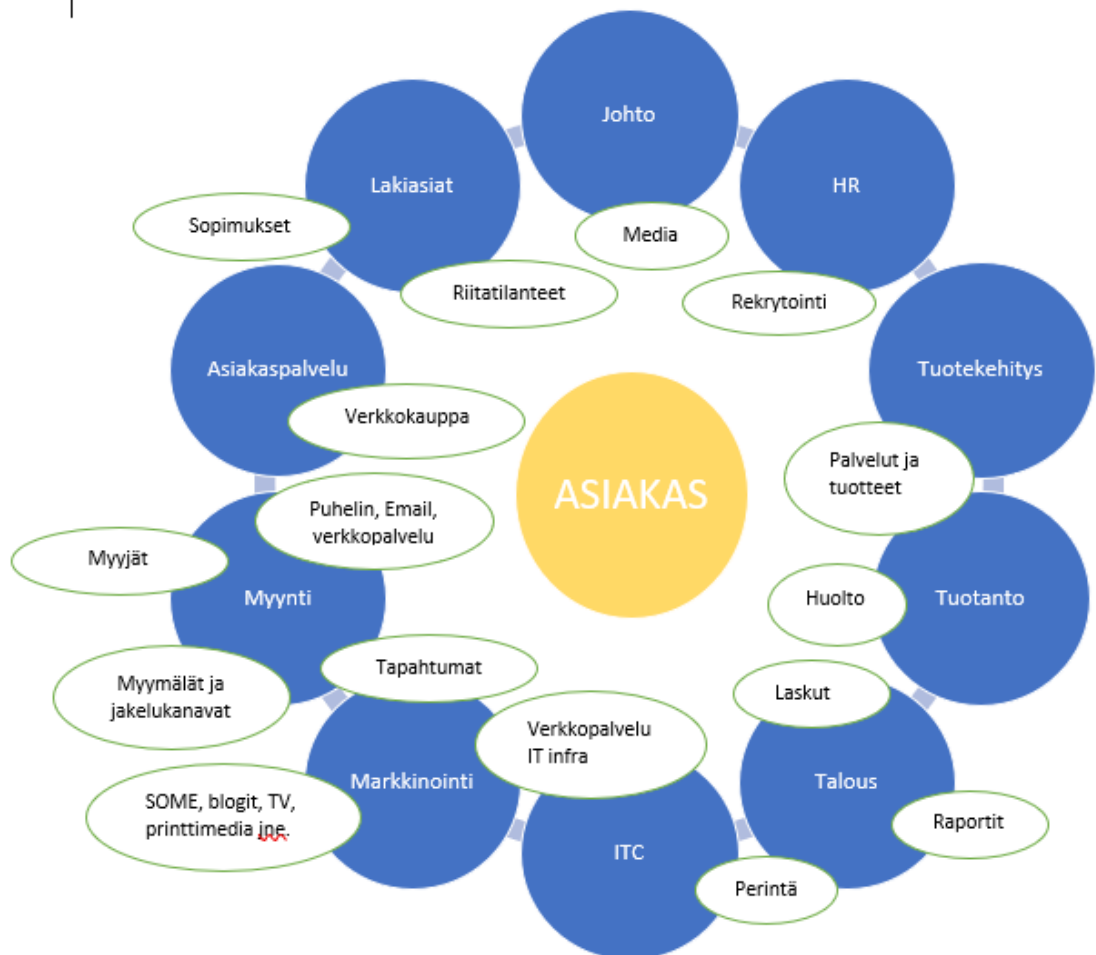 Johto
Lakiasiat
HR
Sopimukset
Media
Riitatilanteet
Rekrytointi
Asiakaspalvelu
Tuotekehitys
Verkkokauppa
Palvelut ja
tuotteet
ASIAKAS
Puhelin, Email,
verkkopalvelu
Myyjät
Myynti
Huolto
Tuotanto
Tapahtumat
Myymälät ja
jakelukanavat
Laskut
Verkkopalvelu
IT infra
Markkinointi
Talous
SOME, blogit, TV,
printtimedia jne.
Raportit
ITC
Perintä